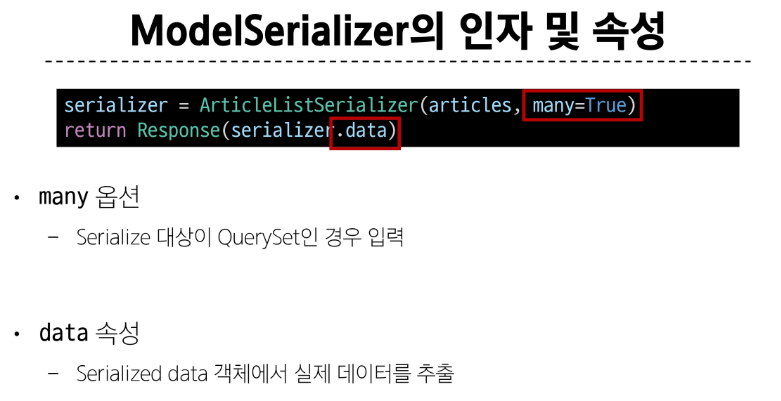 ModelSerializer의 인자 및 속성
serializer = ArticleListSerializer(articles, many=True)
return Response(serializer.data)
• many 옵션
– Serialize 대상이 QuerySet인 경우 입력
• data 속성
– Serialized data 객체에서 실제 데이터를 추출